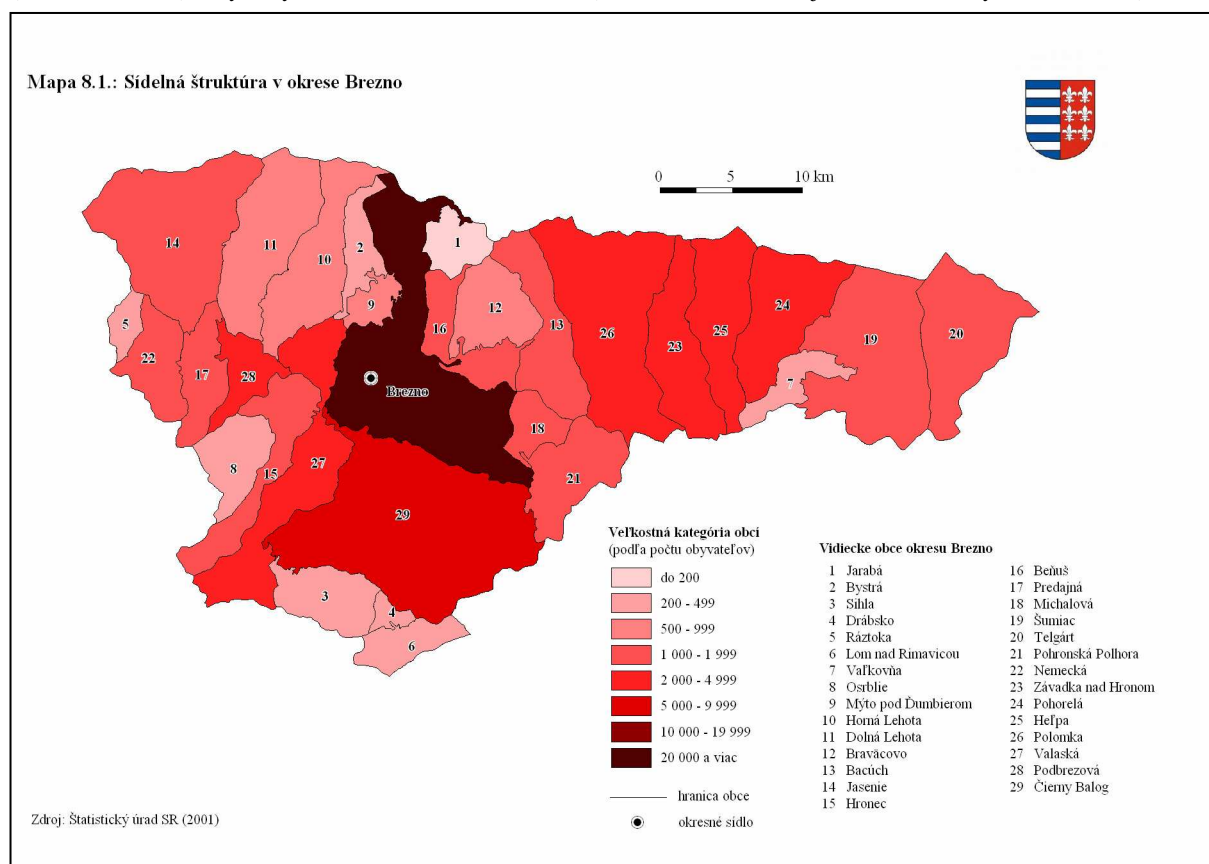 Mapa 8.1.: Sídelná štruktúra v okrese Brezno
0 5 10 km
14
11
10
2
1
9
16
12
13
26
23
25
24
19
20
7
5
22
17
28
Brezno
18
21
8
15
27
29
3
4
6
Veľkostná kategória obcí
(podľa počtu obyvateľov)
do 200
200 - 499
500 - 999
1 000 - 1 999
2 000 - 4 999
5 000 - 9 999
10 000 - 19 999
20 000 a viac
hranica obce
okresné sídlo
Vidiecke obce okresu Brezno
1 Jarabá
2 Bystrá
3 Sihla
4 Drábsko
5 Ráztoka
6 Lom nad Rimavicou
7 Vaľkovňa
8 Osrblie
9 Mýto pod Ďumbierom
10 Horná Lehota
11 Dolná Lehota
12 Braväcovo
13 Bacúch
14 Jasenie
15 Hronec
16 Beňuš
17 Predajná
18 Michalová
19 Šumiac
20 Telgárt
21 Pohronská Polhora
22 Nemecká
23 Závadka nad Hronom
24 Pohorelá
25 Heľpa
26 Polomka
27 Valaská
28 Podbrezová
29 Čierny Balog
Zdroj: Štatistický úrad SR (2001)